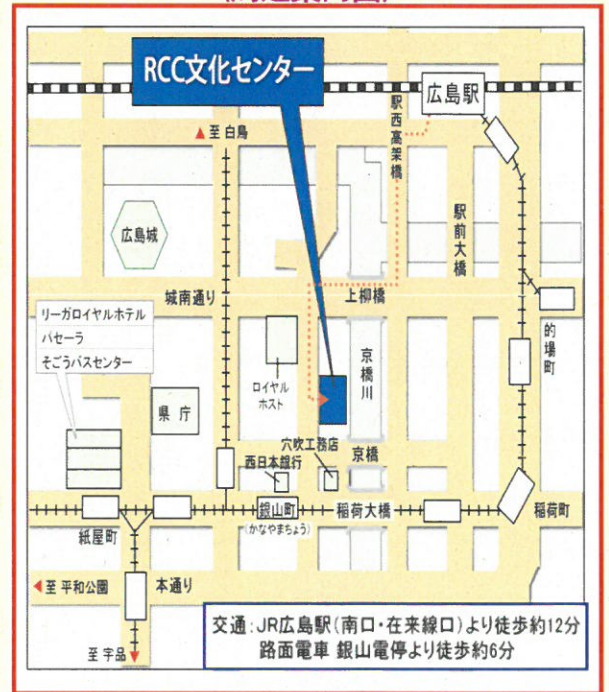 RCC文化センター
広島駅
駅西高架橋
▲至 白鳥
広島城
駅前大橋
城南通り
上柳橋
リーガロイヤルホテル
パセーラ
そごうバスセンター
的場町
ロイヤル
ホスト
京橋川
県庁
穴吹工務店
西日本銀行
京橋
銀山町
(かなやまちょう)
稲荷大橋
稲荷町
紙屋町
◀至 平和公園
本通り
至 宇品▼
交通:JR広島駅(南口・在来線口)より徒歩約12分
路面電車 銀山電停より徒歩約6分